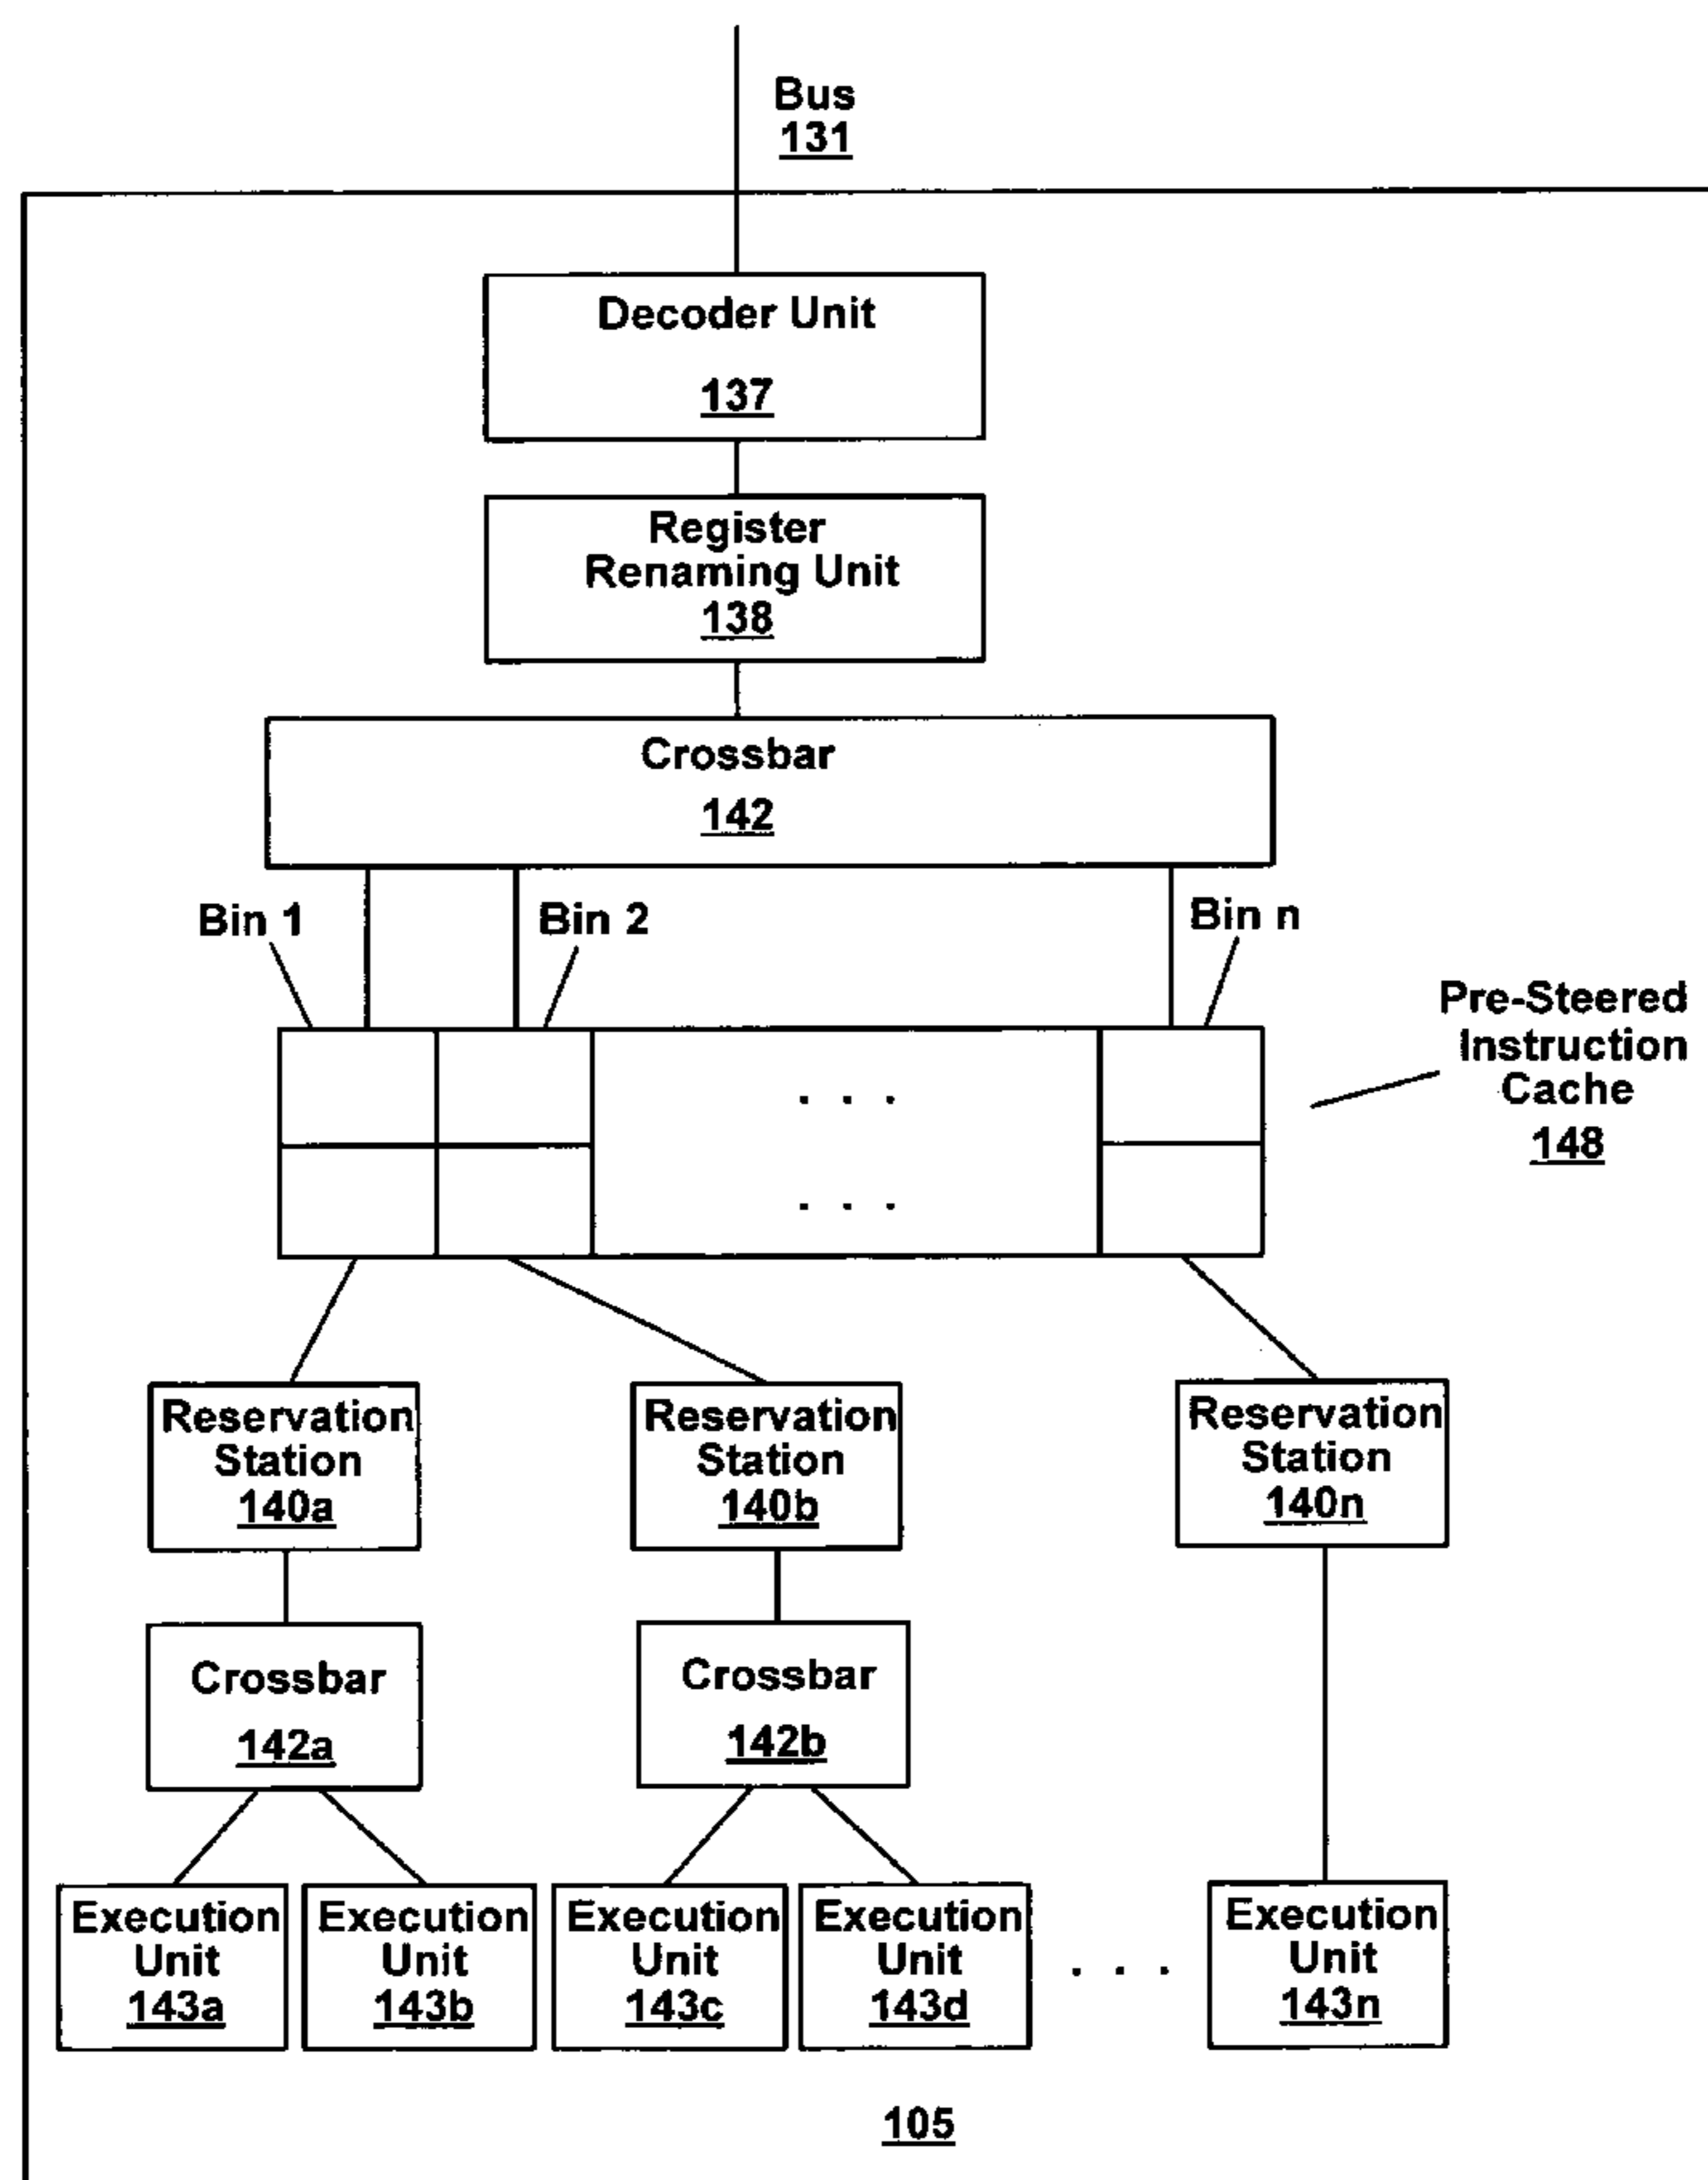 Bus
131
Decoder Unit
137
Register
Renaming Unit
138
Crossbar
142
Bin 1
Bin 2
Bin n
Pre-Steered
Instruction
Cache
148
. . .
. . .
Reservation
Station
140a
Reservation
Station
140b
Reservation
Station
140n
Crossbar
142a
Crossbar
142b
Execution
Unit
143a
Execution
Unit
143b
Execution
Unit
143c
Execution
Unit
143d
. . .
Execution
Unit
143n
105